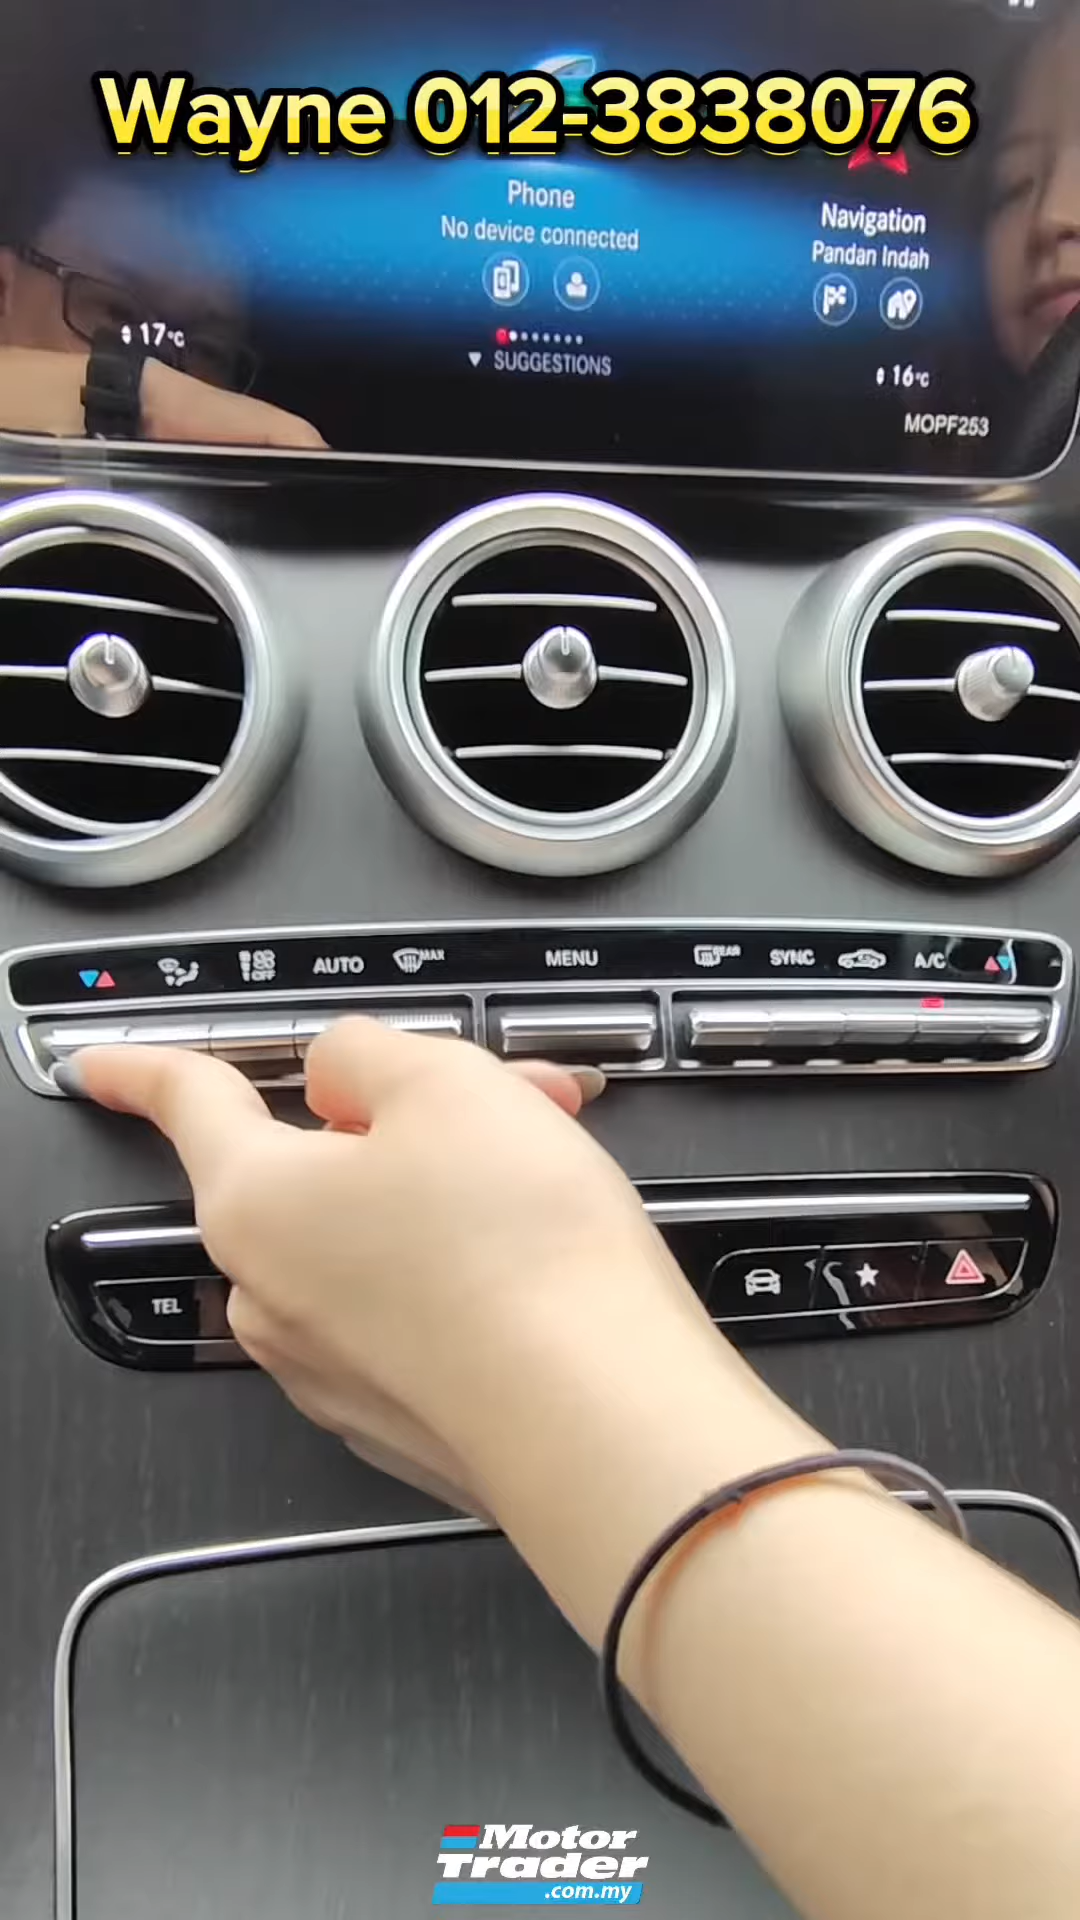 Wayne 012-3838076
Phone
No device connected
Navigation
Pandan Indah
17°C
SUGGESTIONS
16°C
MOPF253
OFF
AUTO
MAX
MENU
REAR
SYNC
A/C
TEL
Motor
Trader
.com.my